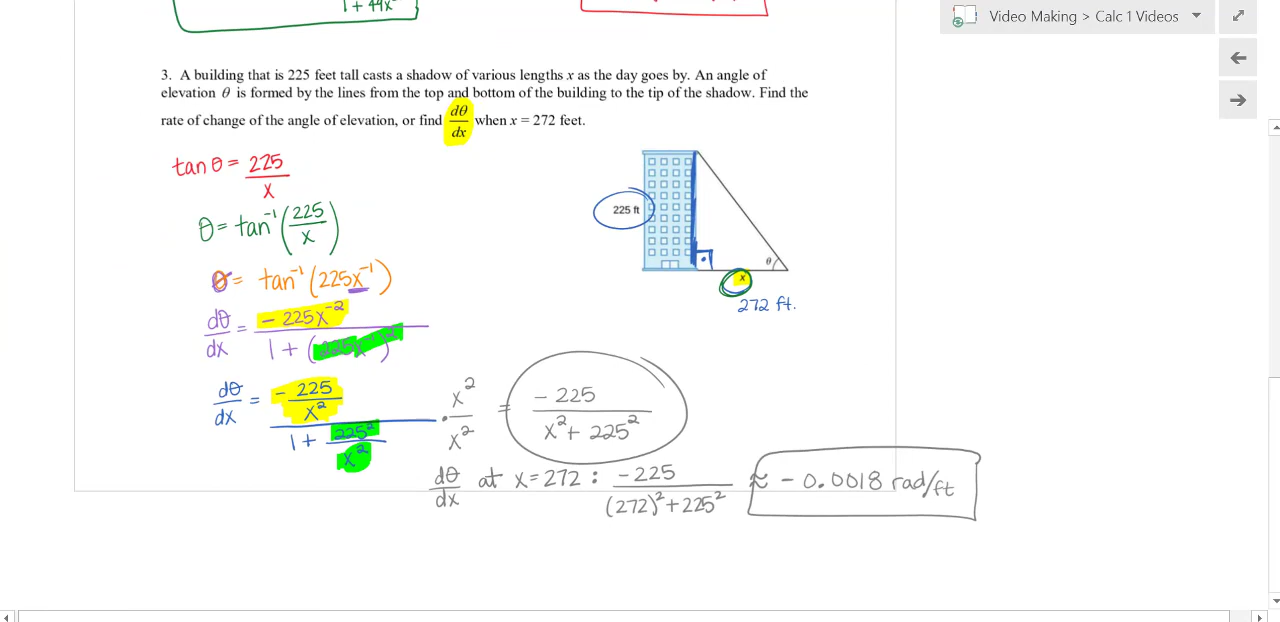 1 + 49x
Video Making > Calc 1 Videos
3. A building that is 225 feet tall casts a shadow of various lengths x as the day goes by. An angle of
elevation θ is formed by the lines from the top and bottom of the building to the tip of the shadow. Find the
rate of change of the angle of elevation, or find dθ/dx when x = 272 feet.
tan θ = 225/x
225 ft
θ = tan⁻¹(225/x)
θ
x
θ = tan⁻¹(225x⁻¹)
272 ft.
dθ/dx = -225x⁻²/1 + (225x⁻¹)²
dθ/dx = -225/x²/1 + 225²/x² · x²/x² = -225/x² + 225²
dθ/dx at x = 272 : -225/(272)² + 225² ≈ -0.0018 rad/ft